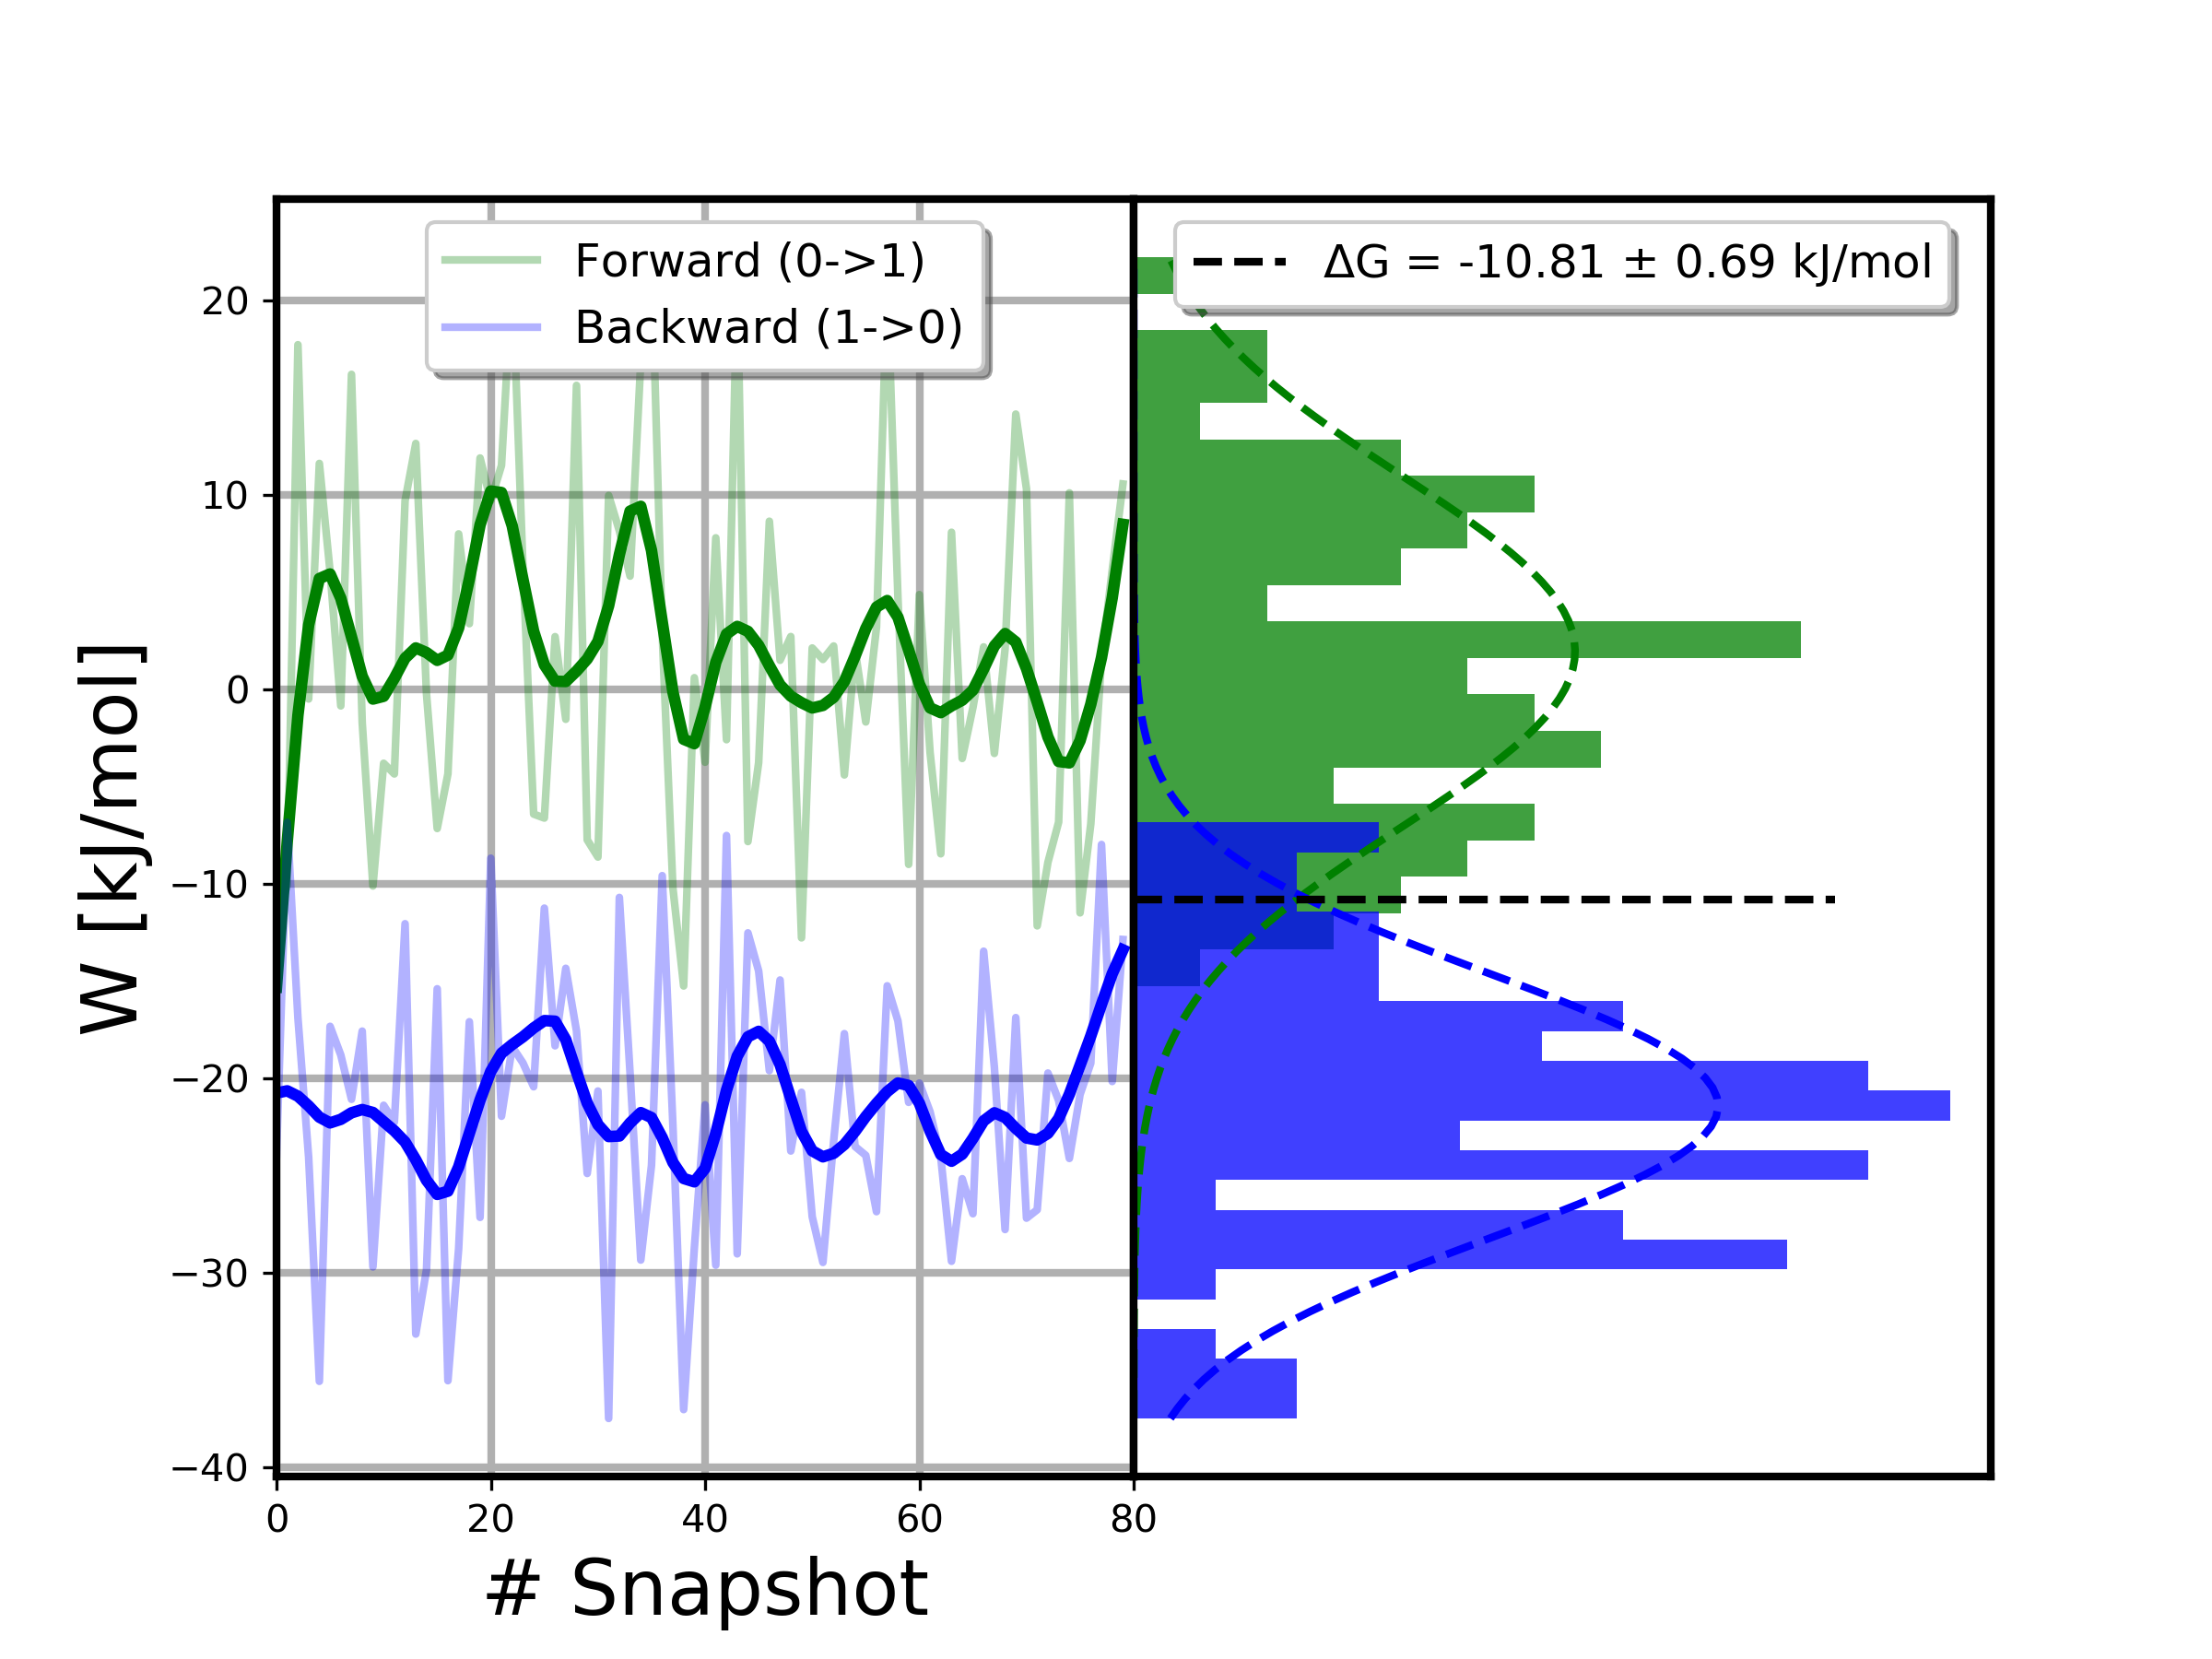 Forward (0->1)
Backward (1->0)
ΔG = -10.81 ± 0.69 kJ/mol
W [kJ/mol]
20
10
0
−10
−20
−30
−40
0 20 40 60 80
# Snapshot